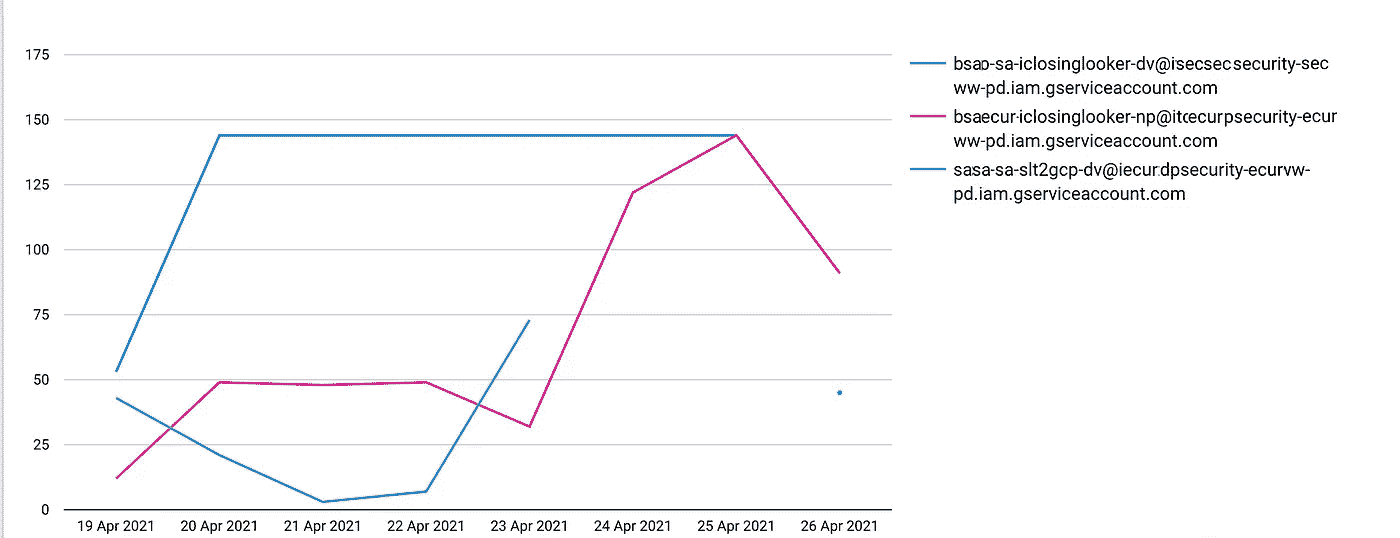 175
bsap-sa-iclosinglooker-dv@isecsecsecurity-sec
ww-pd.iam.gserviceaccount.com
150
bsaecur-iclosinglooker-np@itcecurpsecurity-ecur
ww-pd.iam.gserviceaccount.com
sasa-sa-slt2gcp-dv@iecur.dpsecurity-ecurvw-
pd.iam.gserviceaccount.com
125
100
75
50
25
0
19 Apr 2021 20 Apr 2021 21 Apr 2021 22 Apr 2021 23 Apr 2021 24 Apr 2021 25 Apr 2021 26 Apr 2021